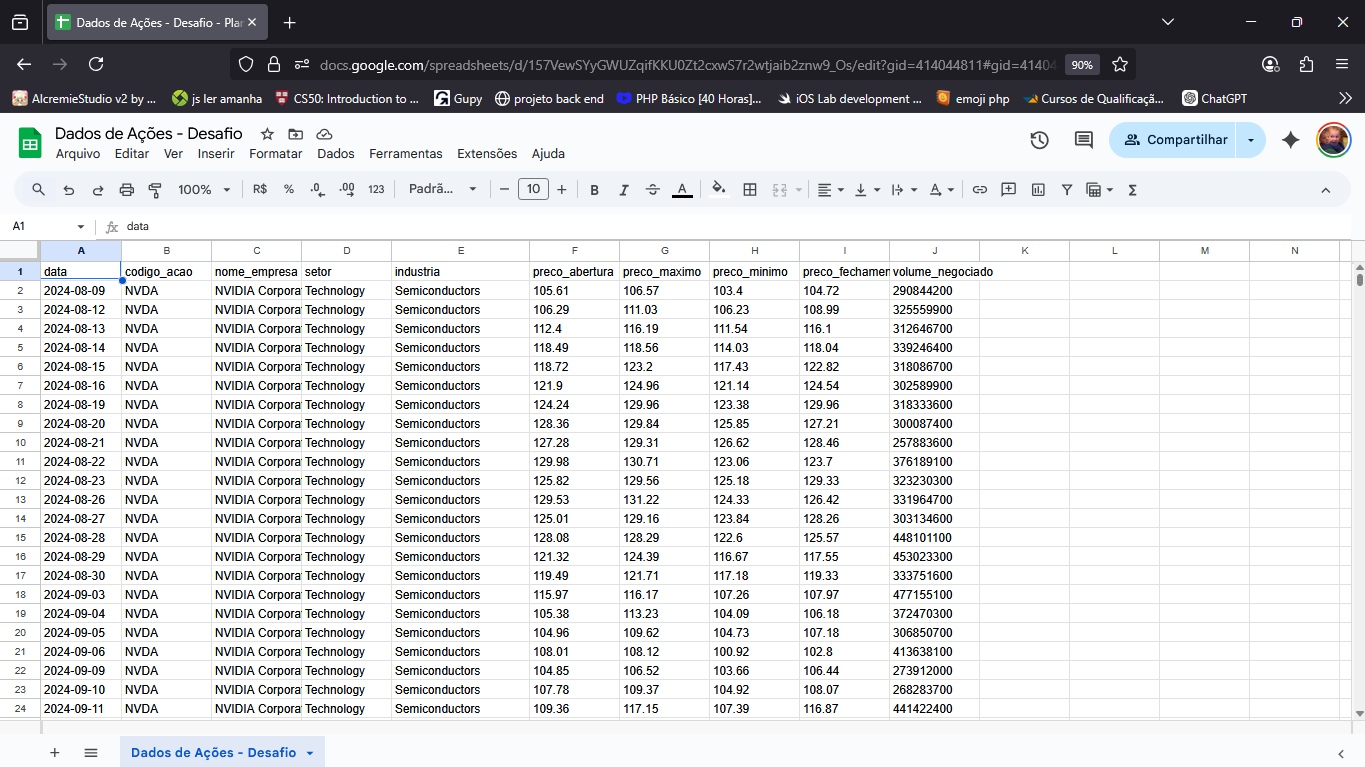 Dados de Ações - Desafio - Plan
docs.google.com/spreadsheets/d/157VewSYyGWUZqifKKU0Zt2cxwS7r2wtjaib2znw9_Os/edit?gid=414044811#gid=41404
90%
AlcremieStudio v2 by ...
js ler amanha
CS50: Introduction to ...
Gupy
projeto back end
PHP Básico [40 Horas]...
iOS Lab development ...
emoji php
Cursos de Qualificaçã...
ChatGPT
Dados de Ações - Desafio
Arquivo Editar Ver Inserir Formatar Dados Ferramentas Extensões Ajuda
Compartilhar
100% R$ % .0 .00 123 Padrã... 10 B I S A
A1 fx data
A B C D E F G H I J K L M N
1 data codigo_acao nome_empresa setor industria preco_abertura preco_maximo preco_minimo preco_fechamen volume_negociado
2 2024-08-09 NVDA NVIDIA Corpora Technology Semiconductors 105.61 106.57 103.4 104.72 290844200
3 2024-08-12 NVDA NVIDIA Corpora Technology Semiconductors 106.29 111.03 106.23 108.99 325559900
4 2024-08-13 NVDA NVIDIA Corpora Technology Semiconductors 112.4 116.19 111.54 116.1 312646700
5 2024-08-14 NVDA NVIDIA Corpora Technology Semiconductors 118.49 118.56 114.03 118.04 339246400
6 2024-08-15 NVDA NVIDIA Corpora Technology Semiconductors 118.72 123.2 117.43 122.82 318086700
7 2024-08-16 NVDA NVIDIA Corpora Technology Semiconductors 121.9 124.96 121.14 124.54 302589900
8 2024-08-19 NVDA NVIDIA Corpora Technology Semiconductors 124.24 129.96 123.38 129.96 318333600
9 2024-08-20 NVDA NVIDIA Corpora Technology Semiconductors 128.36 129.84 125.85 127.21 300087400
10 2024-08-21 NVDA NVIDIA Corpora Technology Semiconductors 127.28 129.31 126.62 128.46 257883600
11 2024-08-22 NVDA NVIDIA Corpora Technology Semiconductors 129.98 130.71 123.06 123.7 376189100
12 2024-08-23 NVDA NVIDIA Corpora Technology Semiconductors 125.82 129.56 125.18 129.33 323230300
13 2024-08-26 NVDA NVIDIA Corpora Technology Semiconductors 129.53 131.22 124.33 126.42 331964700
14 2024-08-27 NVDA NVIDIA Corpora Technology Semiconductors 125.01 129.16 123.84 128.26 303134600
15 2024-08-28 NVDA NVIDIA Corpora Technology Semiconductors 128.08 128.29 122.6 125.57 448101100
16 2024-08-29 NVDA NVIDIA Corpora Technology Semiconductors 121.32 124.39 116.67 117.55 453023300
17 2024-08-30 NVDA NVIDIA Corpora Technology Semiconductors 119.49 121.71 117.18 119.33 333751600
18 2024-09-03 NVDA NVIDIA Corpora Technology Semiconductors 115.97 116.17 107.26 107.97 477155100
19 2024-09-04 NVDA NVIDIA Corpora Technology Semiconductors 105.38 113.23 104.09 106.18 372470300
20 2024-09-05 NVDA NVIDIA Corpora Technology Semiconductors 104.96 109.62 104.73 107.18 306850700
21 2024-09-06 NVDA NVIDIA Corpora Technology Semiconductors 108.01 108.12 100.92 102.8 413638100
22 2024-09-09 NVDA NVIDIA Corpora Technology Semiconductors 104.85 106.52 103.66 106.44 273912000
23 2024-09-10 NVDA NVIDIA Corpora Technology Semiconductors 107.78 109.37 104.92 108.07 268283700
24 2024-09-11 NVDA NVIDIA Corpora Technology Semiconductors 109.36 117.15 107.39 116.87 441422400
Dados de Ações - Desafio